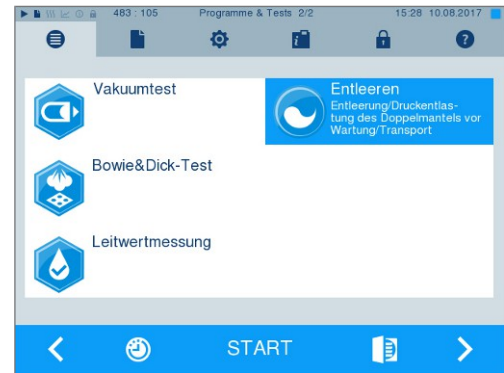 483 : 105 Programme & Tests 2/2 15:28 10.08.2017
Vakuumtest
Entleeren
Entleerung/Druckentlas-
tung des Doppelmantels vor
Wartung/Transport
Bowie&Dick-Test
Leitwertmessung
START